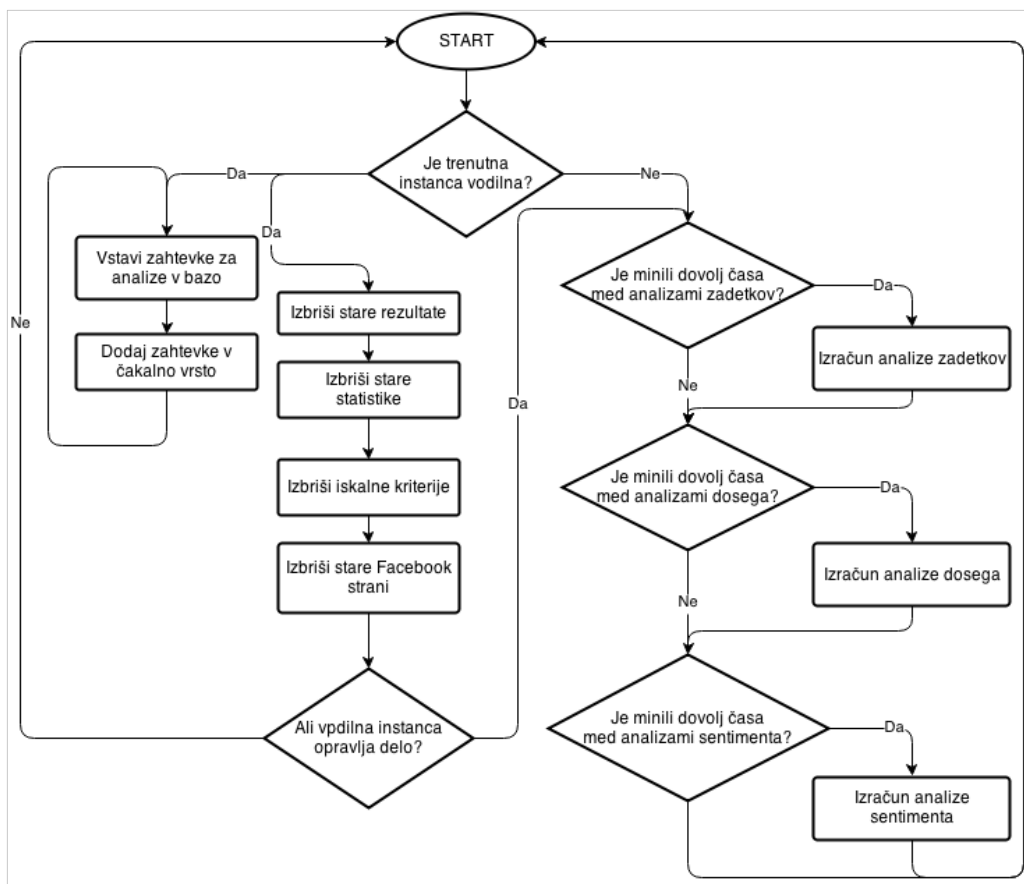 START
Je trenutna
instanca vodilna?
Da
Ne
Da
Vstavi zahtevke za
analize v bazo
Dodaj zahtevke v
čakalno vrsto
Ne
Izbriši stare rezultate
Izbriši stare
statistike
Izbriši iskalne kriterije
Izbriši stare Facebook
strani
Ali vpdilna instanca
opravlja delo?
Da
Je minili dovolj časa
med analizami zadetkov?
Da
Izračun analize zadetkov
Ne
Je minili dovolj časa
med analizami dosega?
Da
Izračun analize dosega
Ne
Je minili dovolj časa
med analizami sentimenta?
Da
Izračun analize
sentimenta